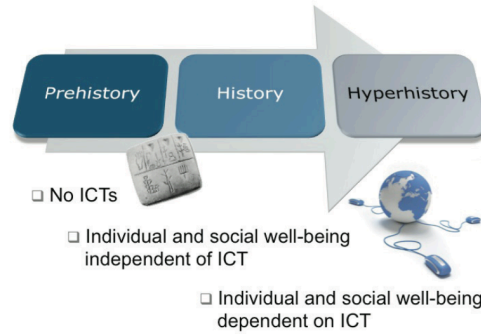 Prehistory
History
Hyperhistory
❑ No ICTs
❑ Individual and social well-being
independent of ICT
❑ Individual and social well-being
dependent on ICT